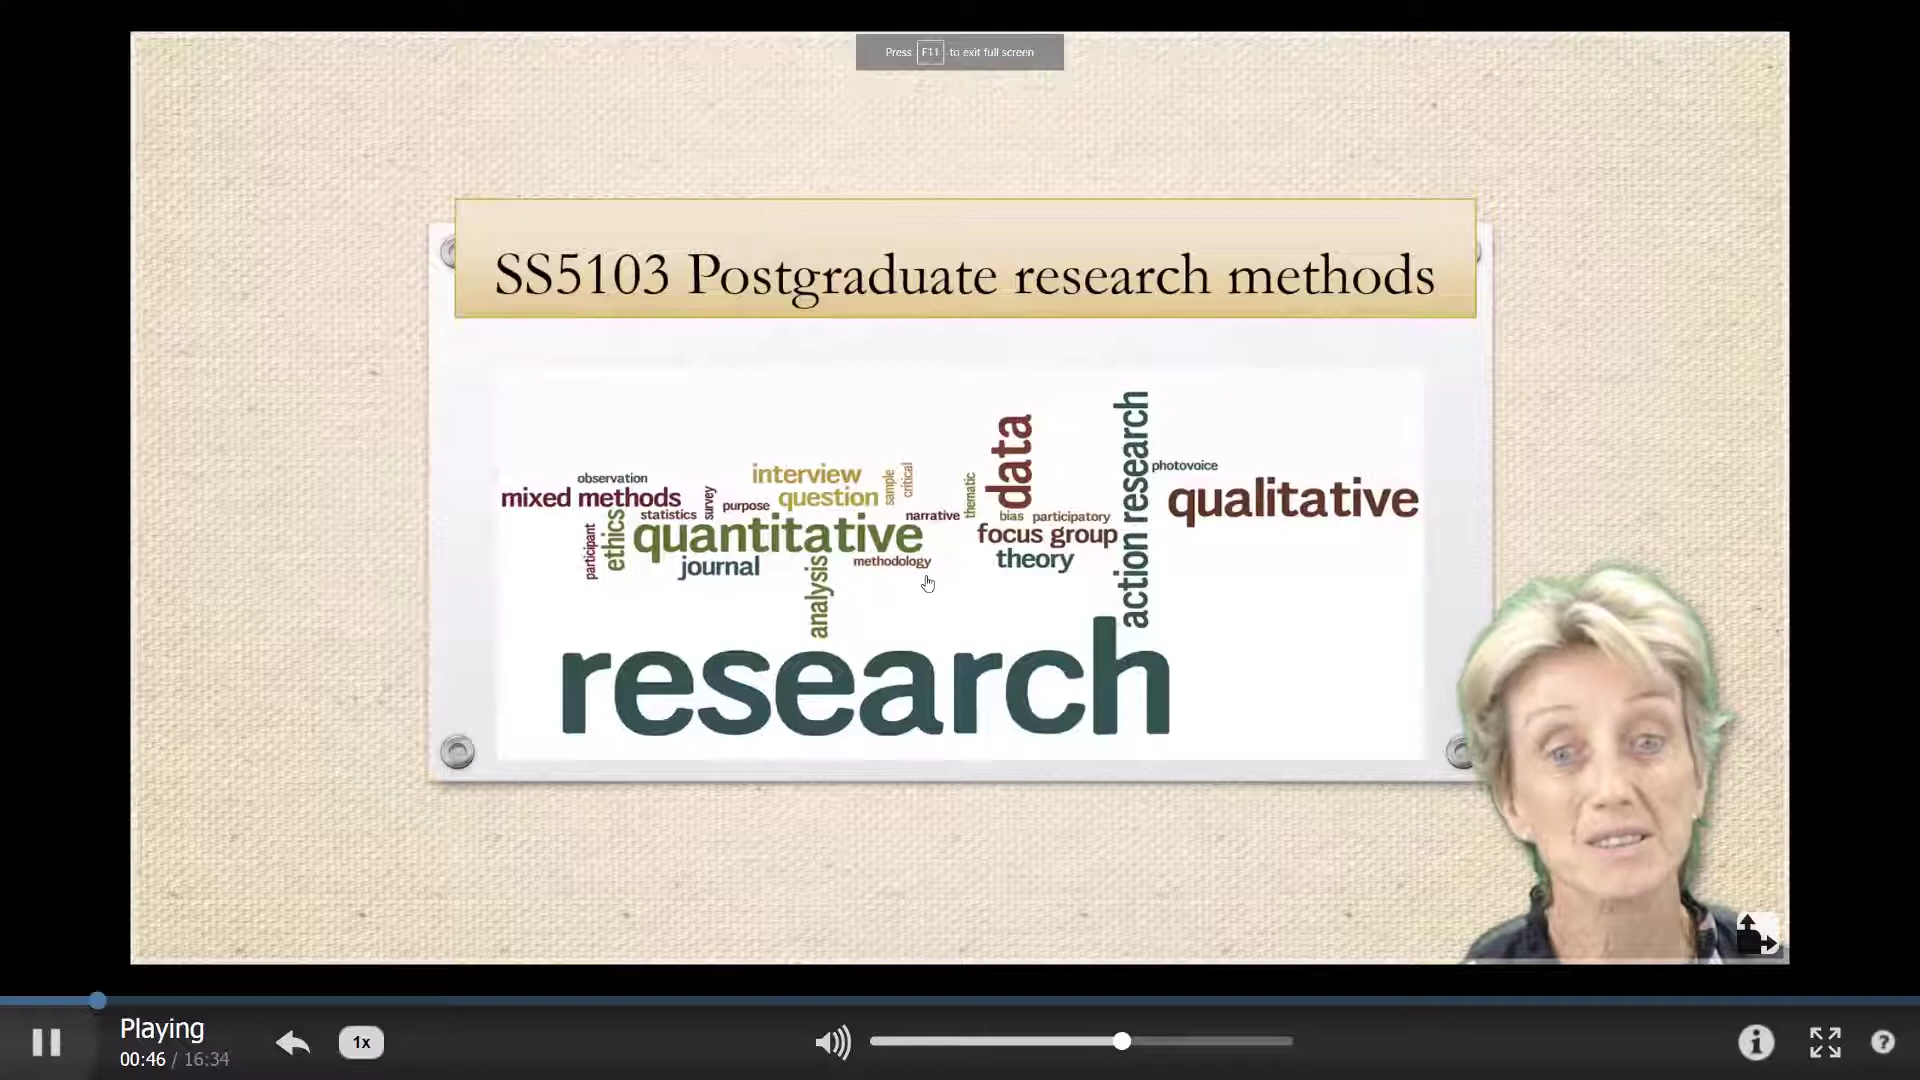 Press F11 to exit full screen
SS5103 Postgraduate research methods
observation
mixed methods
participant
ethics
statistics
survey
purpose
interview
question
sample
critical
quantitative
journal
analysis
methodology
narrative
thematic
data
bias
participatory
focus group
theory
action research
photovoice
qualitative
research
Playing
00:46 / 16:34
1x